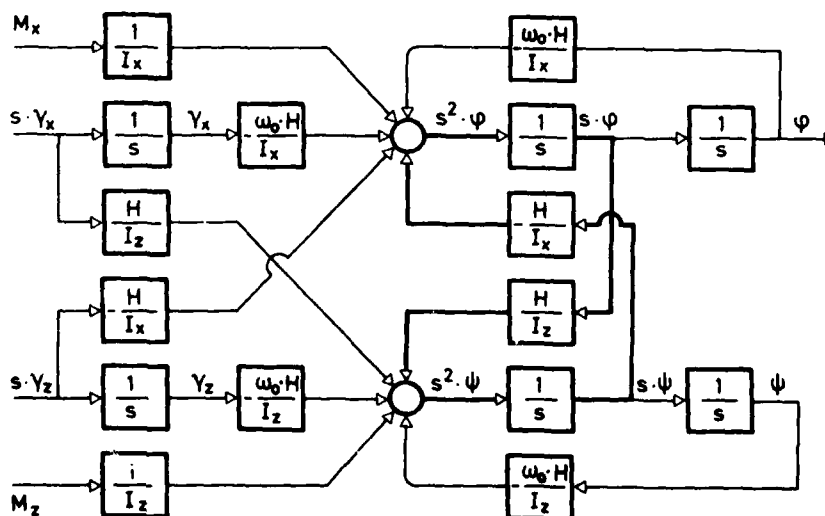 Mx 1/Ix -ω₀·H/Ix
s·γx 1/s γx -ω₀·H/Ix s²·φ 1/s s·φ 1/s φ
H/Iz -H/Ix
-H/Ix H/Iz
s·γz 1/s γz -ω₀·H/Iz s²·ψ 1/s s·ψ 1/s ψ
Mz i/Iz -ω₀·H/Iz